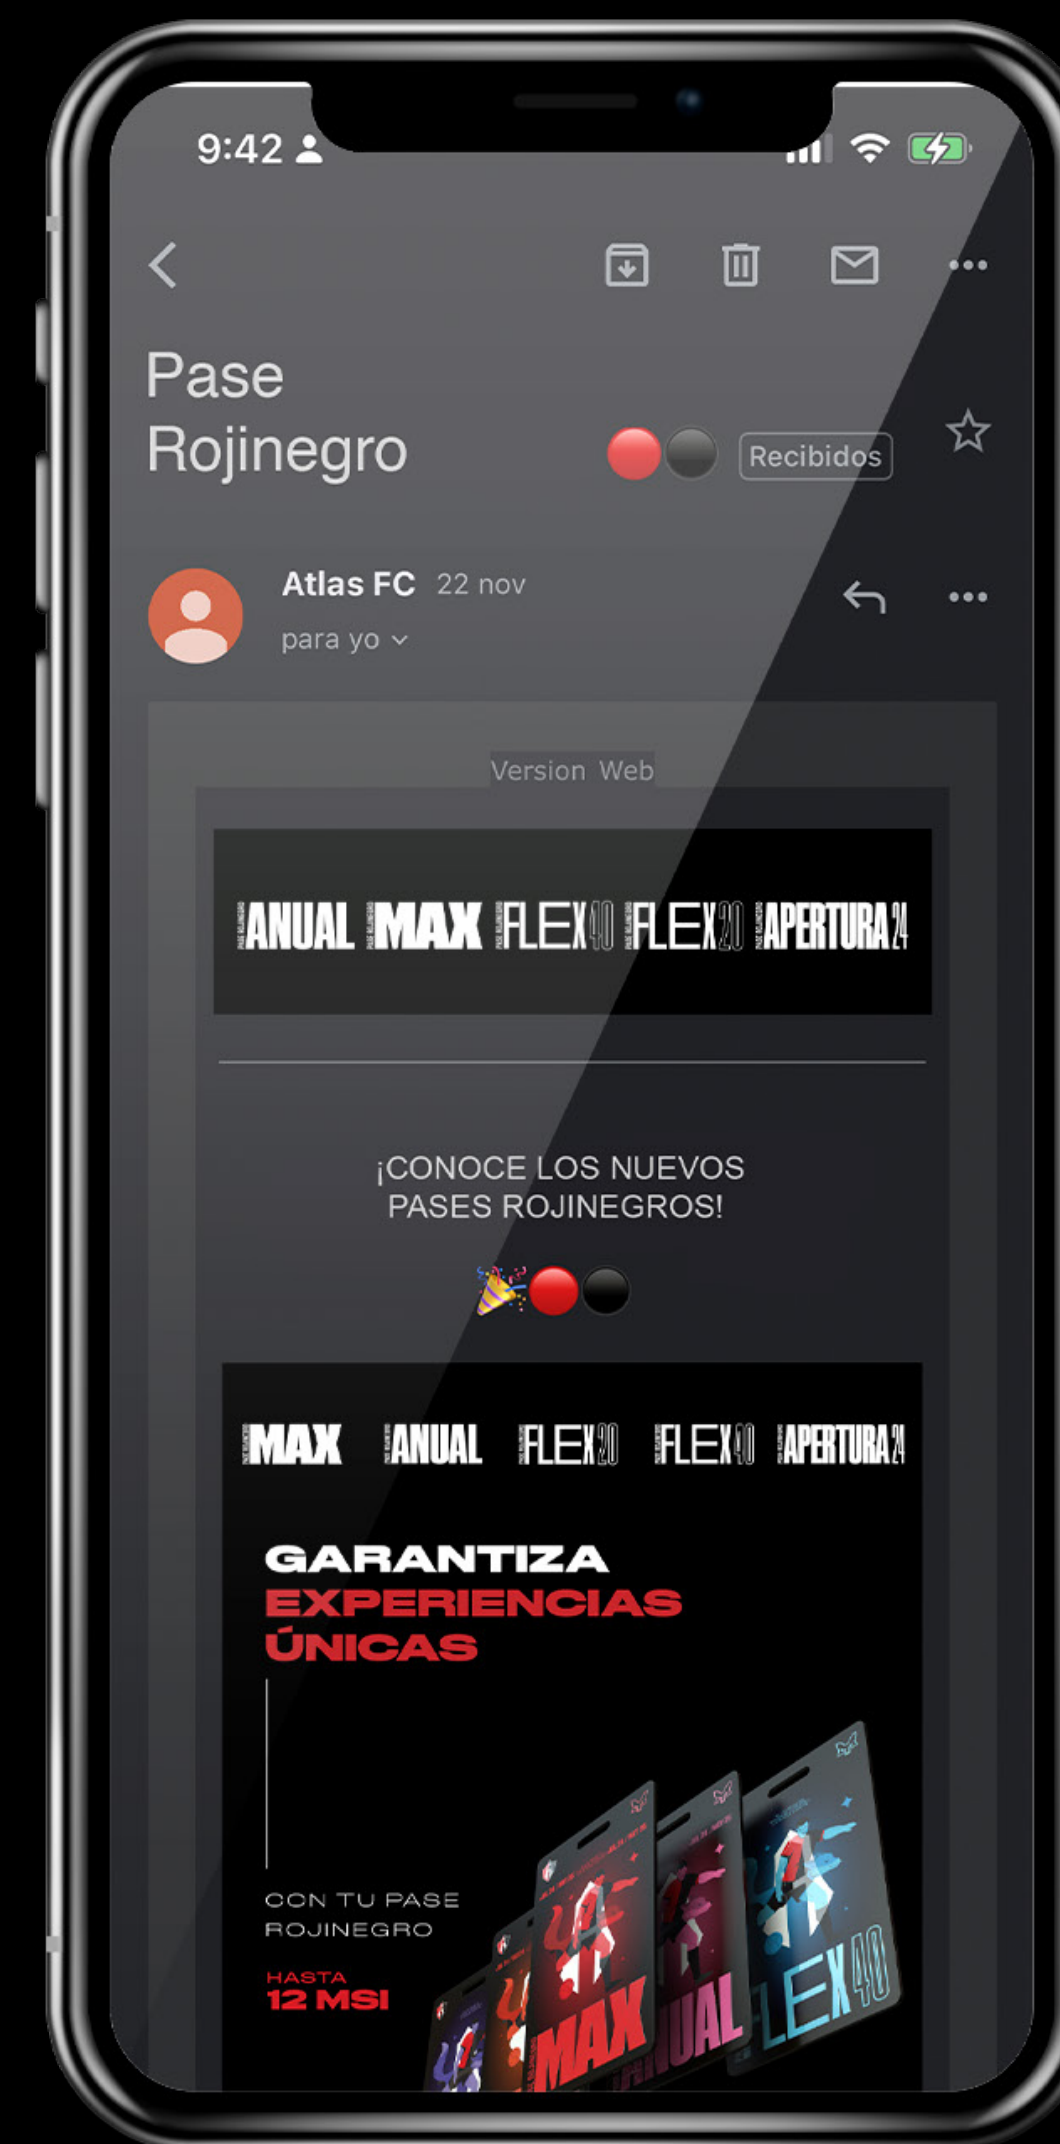 9:42
Pase
Rojinegro
Recibidos
Atlas FC 22 nov
para yo
Version Web
ANUAL MAX FLEX40 FLEX20 APERTURA24
¡CONOCE LOS NUEVOS
PASES ROJINEGROS!
MAX ANUAL FLEX20 FLEX40 APERTURA24
GARANTIZA
EXPERIENCIAS
ÚNICAS
CON TU PASE
ROJINEGRO
HASTA
12 MSI
MAX
ANUAL
FLEX40